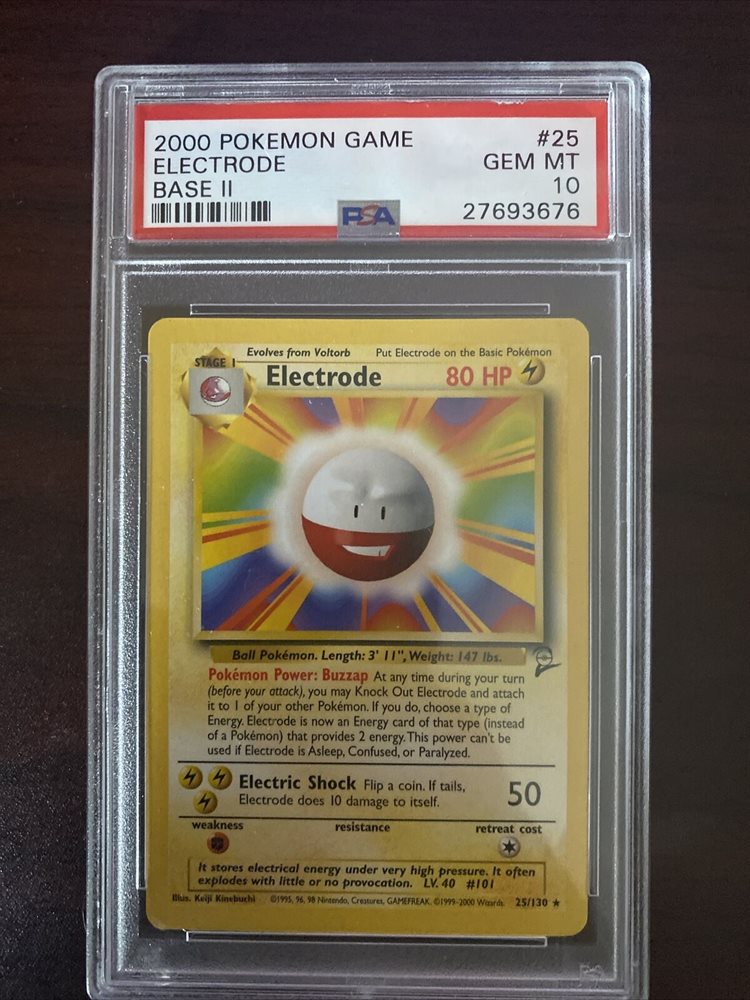 2000 POKEMON GAME #25
ELECTRODE GEM MT
BASE II 10
PSA 27693676
Evolves from Voltorb Put Electrode on the Basic Pokémon
STAGE 1
Electrode 80 HP
Ball Pokémon. Length: 3' 11", Weight: 147 lbs.
Pokémon Power: Buzzap At any time during your turn
(before your attack), you may Knock Out Electrode and attach
it to 1 of your other Pokémon. If you do, choose a type of
Energy. Electrode is now an Energy card of that type (instead
of a Pokémon) that provides 2 energy. This power can't be
used if Electrode is Asleep, Confused, or Paralyzed.
Electric Shock Flip a coin. If tails, 50
Electrode does 10 damage to itself.
weakness resistance retreat cost
It stores electrical energy under very high pressure. It often
explodes with little or no provocation. LV. 40 #101
Illus. Keiji Kinebuchi ©1995, 96, 98 Nintendo, Creatures, GAMEFREAK. ©1999-2000 Wizards. 25/130 ★